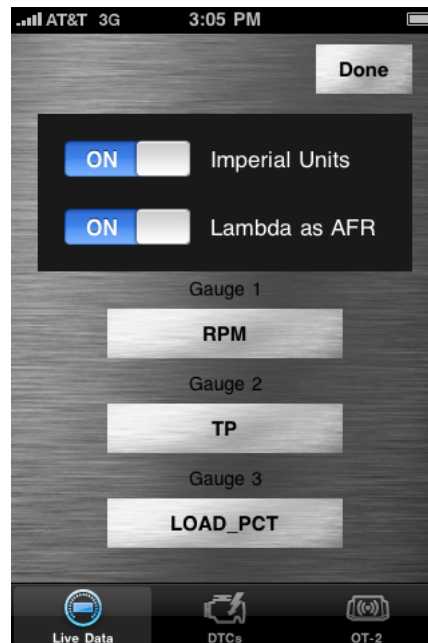 AT&T 3G 3:05 PM
Done
ON Imperial Units
ON Lambda as AFR
Gauge 1
RPM
Gauge 2
TP
Gauge 3
LOAD_PCT
Live Data DTCs OT-2